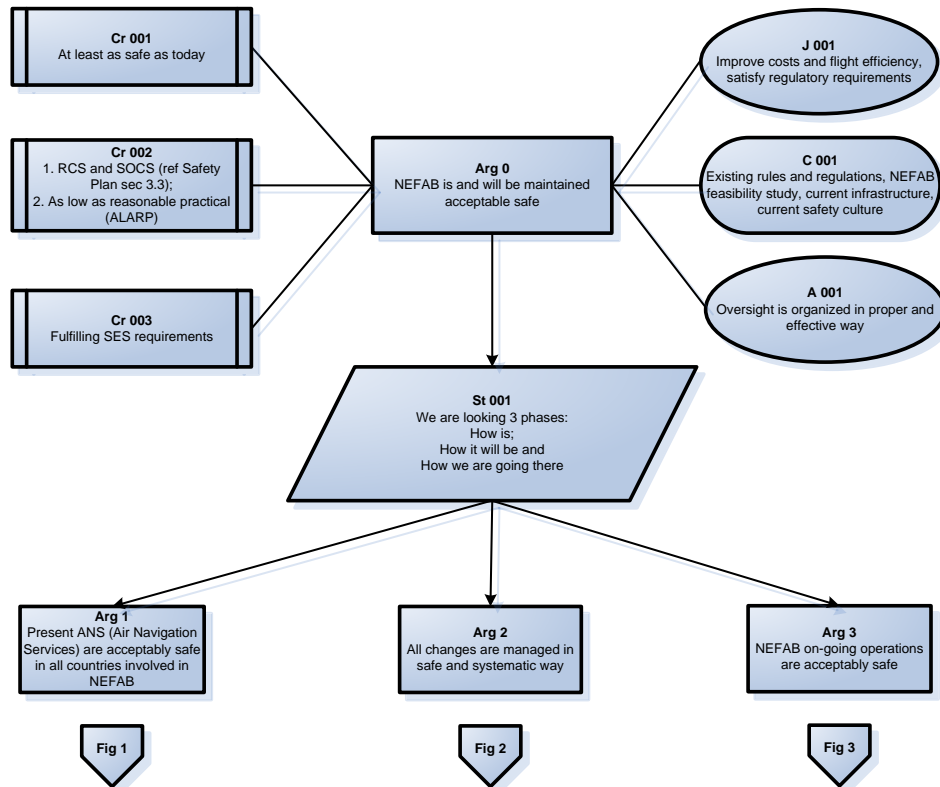 Cr 001
At least as safe as today
J 001
Improve costs and flight efficiency,
satisfy regulatory requirements
Cr 002
1. RCS and SOCS (ref Safety
Plan sec 3.3);
2. As low as reasonable practical
(ALARP)
Arg 0
NEFAB is and will be maintained
acceptable safe
C 001
Existing rules and regulations, NEFAB
feasibility study, current infrastructure,
current safety culture
Cr 003
Fulfilling SES requirements
A 001
Oversight is organized in proper and
effective way
St 001
We are looking 3 phases:
How is;
How it will be and
How we are going there
Arg 1
Present ANS (Air Navigation
Services) are acceptably safe
in all countries involved in
NEFAB
Arg 2
All changes are managed in
safe and systematic way
Arg 3
NEFAB on-going operations
are acceptably safe
Fig 1
Fig 2
Fig 3